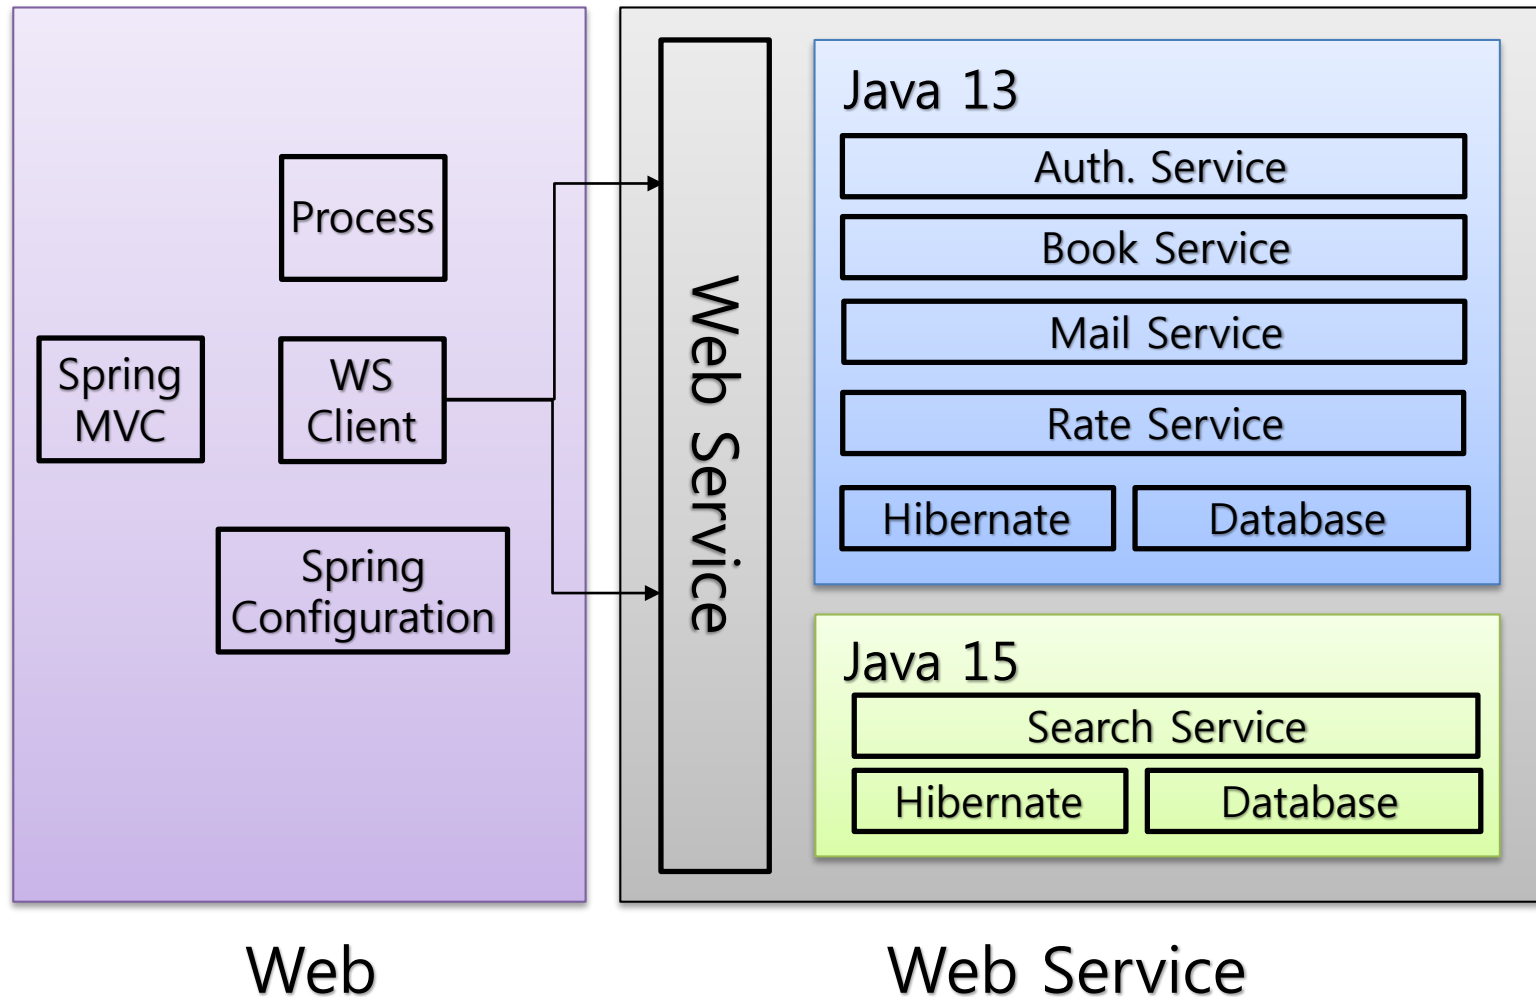 Process
Spring
MVC
WS
Client
Spring
Configuration
Web
Web Service
Java 13
Auth. Service
Book Service
Mail Service
Rate Service
Hibernate
Database
Java 15
Search Service
Hibernate
Database
Web Service